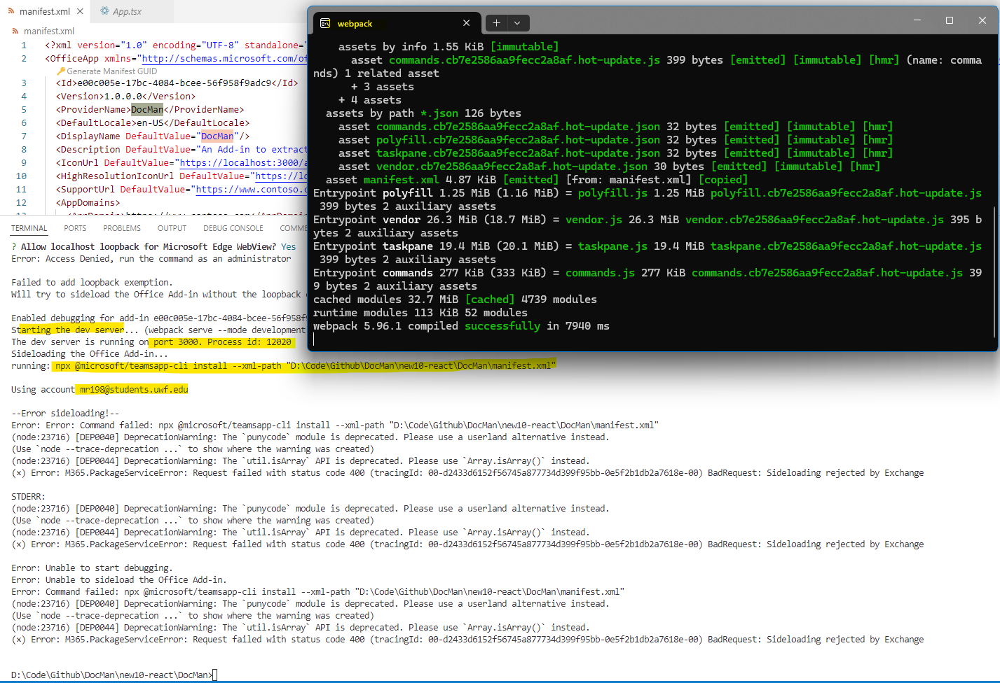 manifest.xml
App.tsx
manifest.xml
1 <?xml version="1.0" encoding="UTF-8" standalone="
2 <OfficeApp xmlns="http://schemas.microsoft.com/of
Generate Manifest GUID
3 <Id>e00c005e-17bc-4084-bcee-56f958f9adc9</Id>
4 <Version>1.0.0.0</Version>
5 <ProviderName>DocMan</ProviderName>
6 <DefaultLocale>en-US</DefaultLocale>
7 <DisplayName DefaultValue="DocMan"/>
8 <Description DefaultValue="An Add-in to extract
9 <IconUrl DefaultValue="https://localhost:3000/a
10 <HighResolutionIconUrl DefaultValue="https://lo
11 <SupportUrl DefaultValue="https://www.contoso.c
12 <AppDomains>
webpack
assets by info 1.55 KiB [immutable]
asset commands.cb7e2586aa9fecc2a8af.hot-update.js 399 bytes [emitted] [immutable] [hmr] (name: comma
nds) 1 related asset
+ 3 assets
+ 4 assets
assets by path *.json 126 bytes
asset commands.cb7e2586aa9fecc2a8af.hot-update.json 32 bytes [emitted] [immutable] [hmr]
asset polyfill.cb7e2586aa9fecc2a8af.hot-update.json 32 bytes [emitted] [immutable] [hmr]
asset taskpane.cb7e2586aa9fecc2a8af.hot-update.json 32 bytes [emitted] [immutable] [hmr]
asset vendor.cb7e2586aa9fecc2a8af.hot-update.json 30 bytes [emitted] [immutable] [hmr]
asset manifest.xml 4.87 KiB [emitted] [from: manifest.xml] [copied]
Entrypoint polyfill 1.25 MiB (1.16 MiB) = polyfill.js 1.25 MiB polyfill.cb7e2586aa9fecc2a8af.hot-update.js
399 bytes 2 auxiliary assets
Entrypoint vendor 26.3 MiB (18.7 MiB) = vendor.js 26.3 MiB vendor.cb7e2586aa9fecc2a8af.hot-update.js 395 b
ytes 2 auxiliary assets
Entrypoint taskpane 19.4 MiB (20.1 MiB) = taskpane.js 19.4 MiB taskpane.cb7e2586aa9fecc2a8af.hot-update.js
399 bytes 2 auxiliary assets
Entrypoint commands 277 KiB (333 KiB) = commands.js 277 KiB commands.cb7e2586aa9fecc2a8af.hot-update.js 39
9 bytes 2 auxiliary assets
cached modules 32.7 MiB [cached] 4739 modules
runtime modules 113 KiB 52 modules
webpack 5.96.1 compiled successfully in 7940 ms
TERMINAL PORTS PROBLEMS OUTPUT DEBUG CONSOLE COMME
? Allow localhost loopback for Microsoft Edge WebView? Yes
Error: Access Denied, run the command as an administrator
Failed to add loopback exemption.
Will try to sideload the Office Add-in without the loopback
Enabled debugging for add-in e00c005e-17bc-4084-bcee-56f958f9
Starting the dev server... (webpack serve --mode development
The dev server is running on port 3000. Process id: 12020
Sideloading the Office Add-in...
running: npx @microsoft/teamsapp-cli install --xml-path "D:\Code\Github\DocMan\new10-react\DocMan\manifest.xml"
Using account mr198@students.uwf.edu
--Error sideloading!--
Error: Error: Command failed: npx @microsoft/teamsapp-cli install --xml-path "D:\Code\Github\DocMan\new10-react\DocMan\manifest.xml"
(node:23716) [DEP0040] DeprecationWarning: The `punycode` module is deprecated. Please use a userland alternative instead.
(Use `node --trace-deprecation ...` to show where the warning was created)
(node:23716) [DEP0044] DeprecationWarning: The `util.isArray` API is deprecated. Please use `Array.isArray()` instead.
(×) Error: M365.PackageServiceError: Request failed with status code 400 (tracingId: 00-d2433d6152f56745a877734d399f95bb-0e5f2b1db2a7618e-00) BadRequest: Sideloading rejected by Exchange
STDERR:
(node:23716) [DEP0040] DeprecationWarning: The `punycode` module is deprecated. Please use a userland alternative instead.
(Use `node --trace-deprecation ...` to show where the warning was created)
(node:23716) [DEP0044] DeprecationWarning: The `util.isArray` API is deprecated. Please use `Array.isArray()` instead.
(×) Error: M365.PackageServiceError: Request failed with status code 400 (tracingId: 00-d2433d6152f56745a877734d399f95bb-0e5f2b1db2a7618e-00) BadRequest: Sideloading rejected by Exchange
Error: Unable to start debugging.
Error: Unable to sideload the Office Add-in.
Error: Command failed: npx @microsoft/teamsapp-cli install --xml-path "D:\Code\Github\DocMan\new10-react\DocMan\manifest.xml"
(node:23716) [DEP0040] DeprecationWarning: The `punycode` module is deprecated. Please use a userland alternative instead.
(Use `node --trace-deprecation ...` to show where the warning was created)
(node:23716) [DEP0044] DeprecationWarning: The `util.isArray` API is deprecated. Please use `Array.isArray()` instead.
(×) Error: M365.PackageServiceError: Request failed with status code 400 (tracingId: 00-d2433d6152f56745a877734d399f95bb-0e5f2b1db2a7618e-00) BadRequest: Sideloading rejected by Exchange
D:\Code\Github\DocMan\new10-react\DocMan>